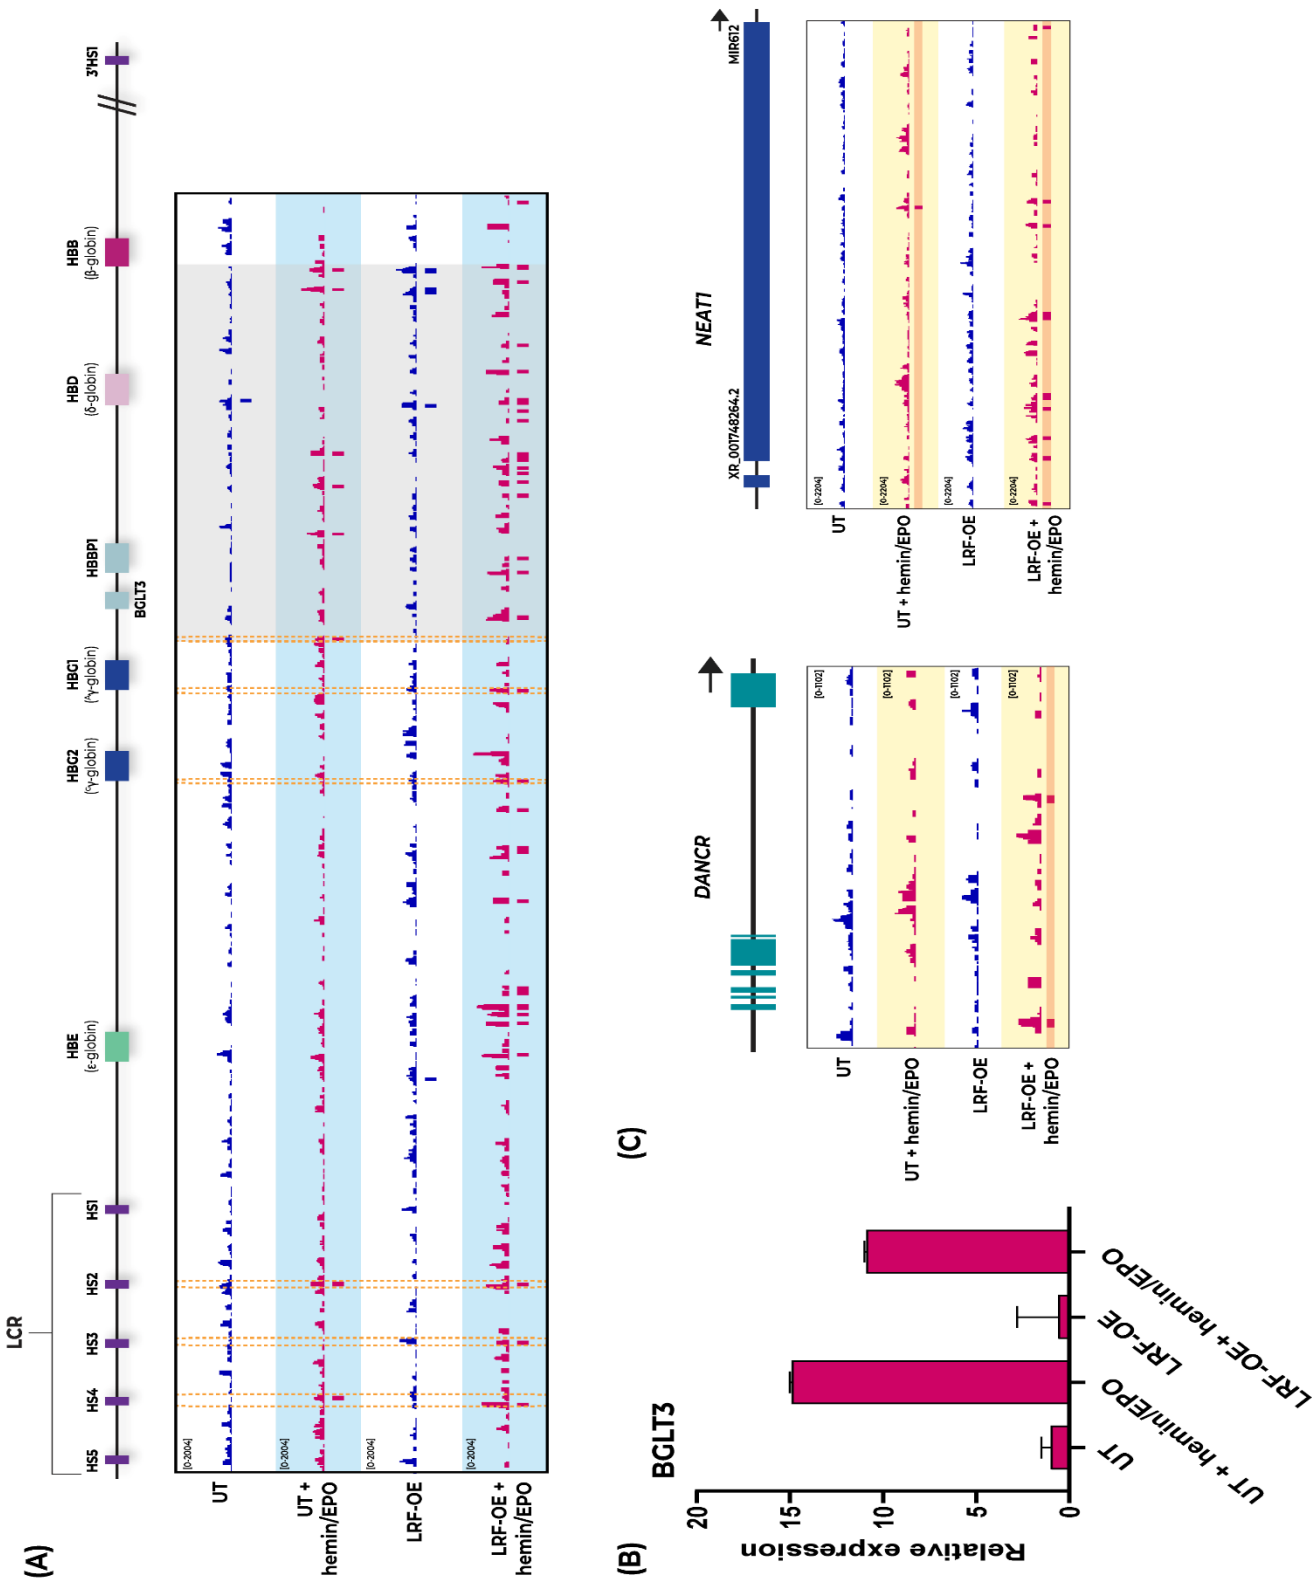 (A)
LCR
HS5
HS4
HS3
HS2
HS1
HBE
(ε-globin)
HBG2
(ᴳγ-globin)
HBG1
(ᴬγ-globin)
BGLT3
HBBP1
HBD
(δ-globin)
HBB
(β-globin)
3'HS1
UT
[0-2004]
UT +
hemin/EPO
[0-2004]
LRF-OE
[0-2004]
LRF-OE +
hemin/EPO
[0-2004]
(B)
BGLT3
Relative expression
20
15
10
5
0
UT
UT + hemin/EPO
LRF-OE
LRF-OE+ hemin/EPO
(C)
DANCR
UT
[0-1102]
UT + hemin/EPO
[0-1102]
LRF-OE
[0-1102]
LRF-OE +
hemin/EPO
[0-1102]
NEAT1
XR_001748264.2
MIR612
UT
[0-2204]
UT + hemin/EPO
[0-2204]
LRF-OE
[0-2204]
LRF-OE +
hemin/EPO
[0-2204]